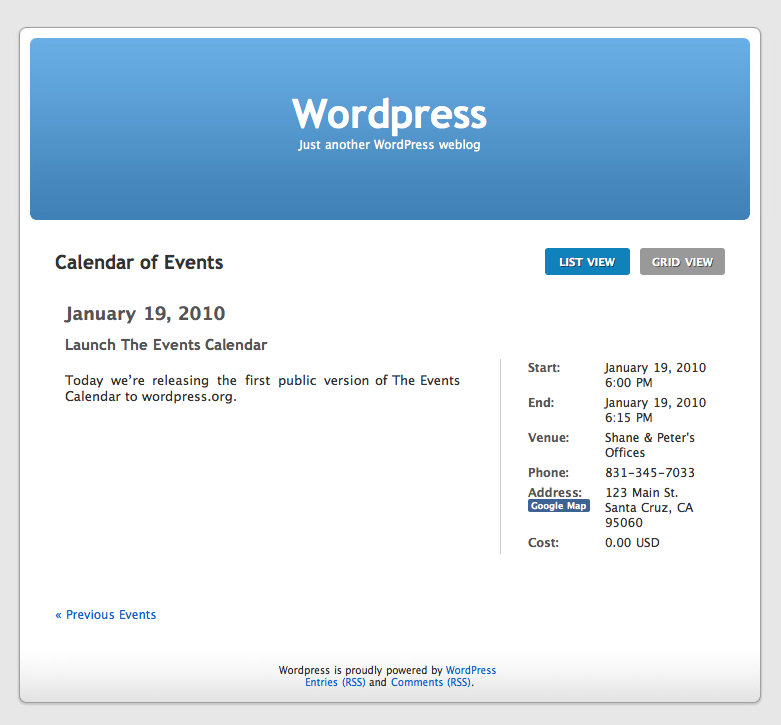 Wordpress
Just another WordPress weblog
Calendar of Events
LIST VIEW
GRID VIEW
January 19, 2010
Launch The Events Calendar
Today we’re releasing the first public version of The Events
Calendar to wordpress.org.
Start: January 19, 2010
6:00 PM
End: January 19, 2010
6:15 PM
Venue: Shane & Peter's
Offices
Phone: 831-345-7033
Address: 123 Main St.
Google Map Santa Cruz, CA
95060
Cost: 0.00 USD
« Previous Events
Wordpress is proudly powered by WordPress
Entries (RSS) and Comments (RSS).